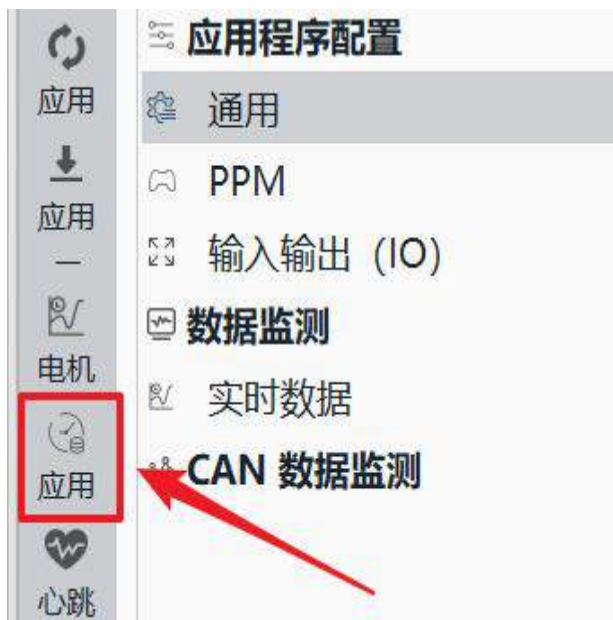 应用
应用
电机
应用
心跳
应用程序配置
通用
PPM
输入输出 (IO)
数据监测
实时数据
CAN 数据监测